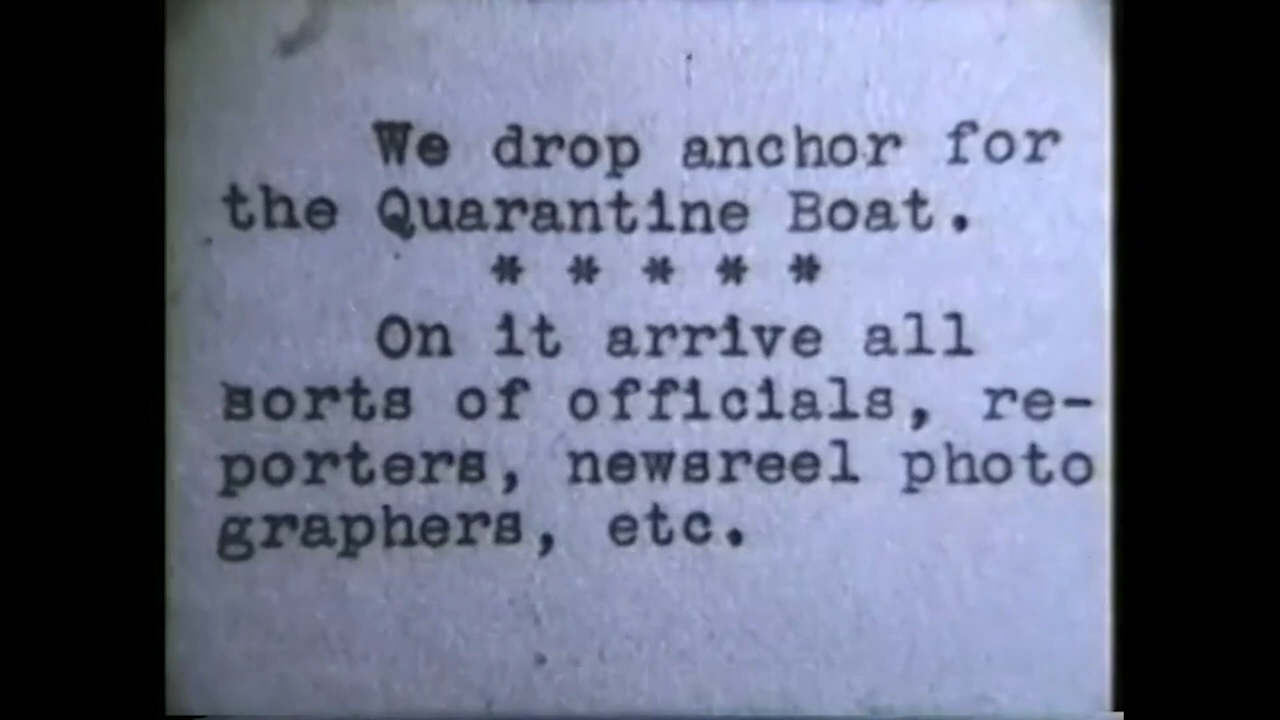 We drop anchor for
the Quarantine Boat.
* * * * *
On it arrive all
sorts of officials, re-
porters, newsreel photo
graphers, etc.